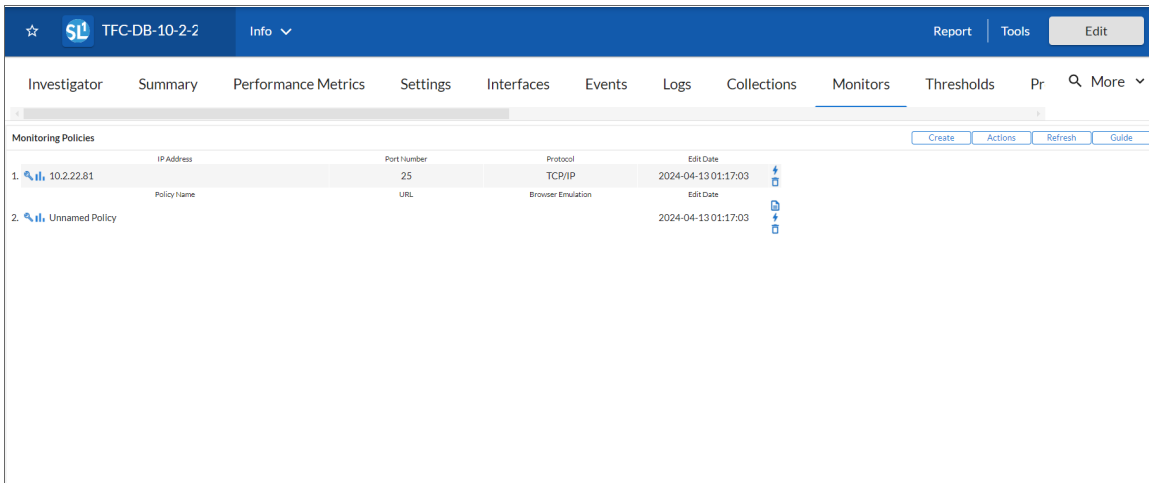 SL1 TFC-DB-10-2-2 Info Report Tools Edit
Investigator Summary Performance Metrics Settings Interfaces Events Logs Collections Monitors Thresholds Pr More
Monitoring Policies Create Actions Refresh Guide
IP Address Port Number Protocol Edit Date
1. 10.2.22.81 25 TCP/IP 2024-04-13 01:17:03
Policy Name URL Browser Emulation Edit Date
2. Unnamed Policy 2024-04-13 01:17:03